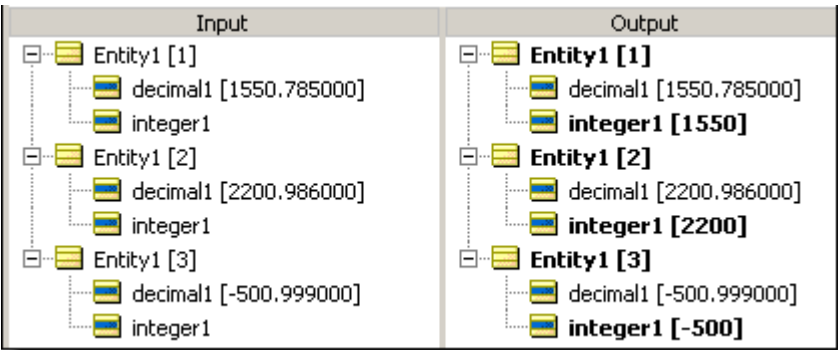 Input
Entity1 [1]
decimal1 [1550.785000]
integer1
Entity1 [2]
decimal1 [2200.986000]
integer1
Entity1 [3]
decimal1 [-500.999000]
integer1
Output
Entity1 [1]
decimal1 [1550.785000]
integer1 [1550]
Entity1 [2]
decimal1 [2200.986000]
integer1 [2200]
Entity1 [3]
decimal1 [-500.999000]
integer1 [-500]